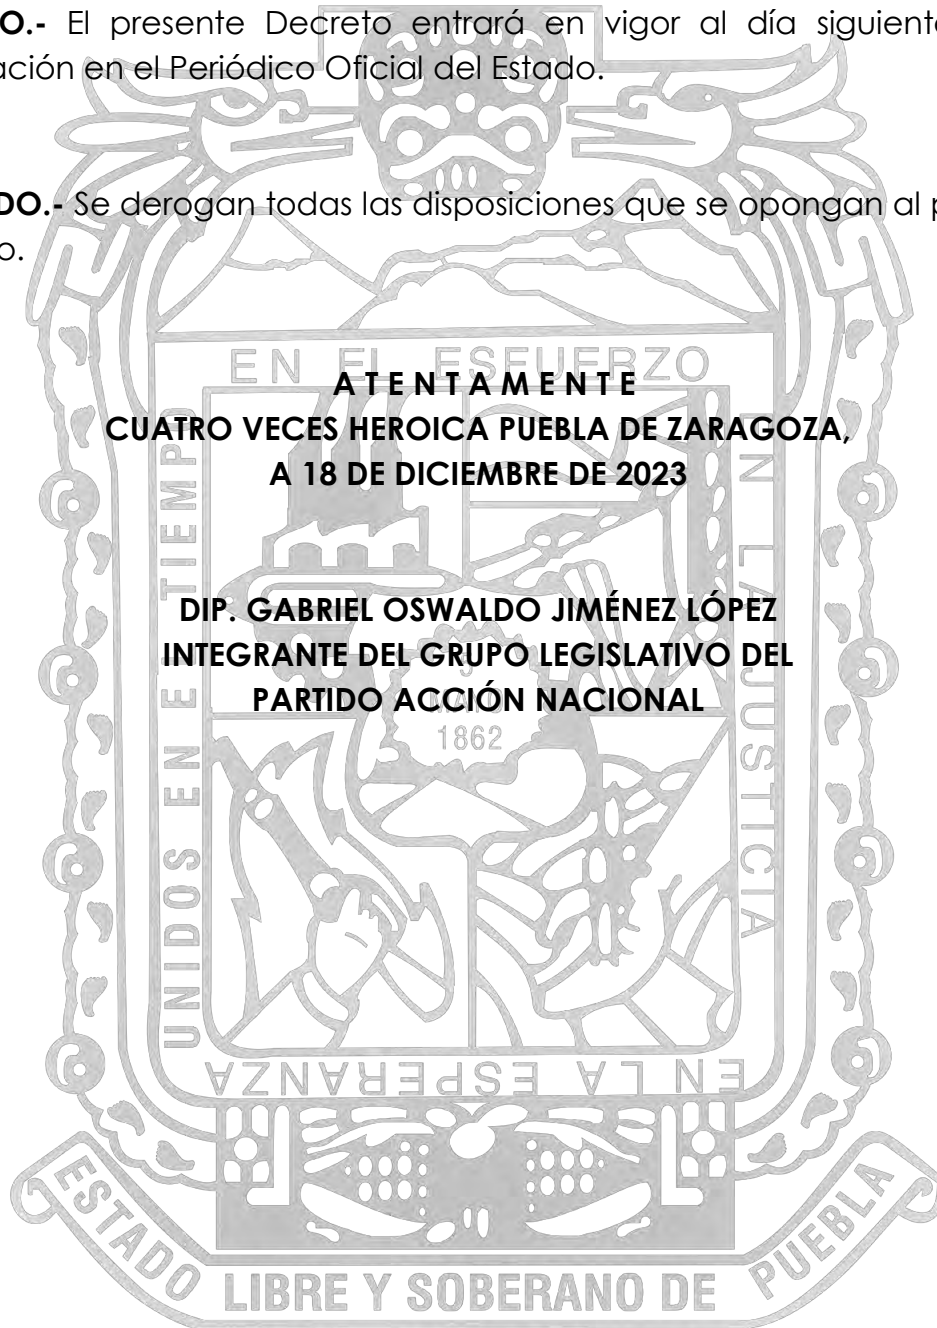 O.- El presente Decreto entrará en vigor al día siguiente
ación en el Periódico Oficial del Estado.
DO.- Se derogan todas las disposiciones que se opongan al p
o.
EN EL ESFUERZO
A T E N T A M E N T E
CUATRO VECES HEROICA PUEBLA DE ZARAGOZA,
A 18 DE DICIEMBRE DE 2023
DIP. GABRIEL OSWALDO JIMÉNEZ LÓPEZ
INTEGRANTE DEL GRUPO LEGISLATIVO DEL
PARTIDO ACCIÓN NACIONAL
5
MAYO
1862
UNIDOS EN EL TIEMPO
EN LA JUSTICIA
EN LA ESPERANZA
ESTADO LIBRE Y SOBERANO DE PUEBLA